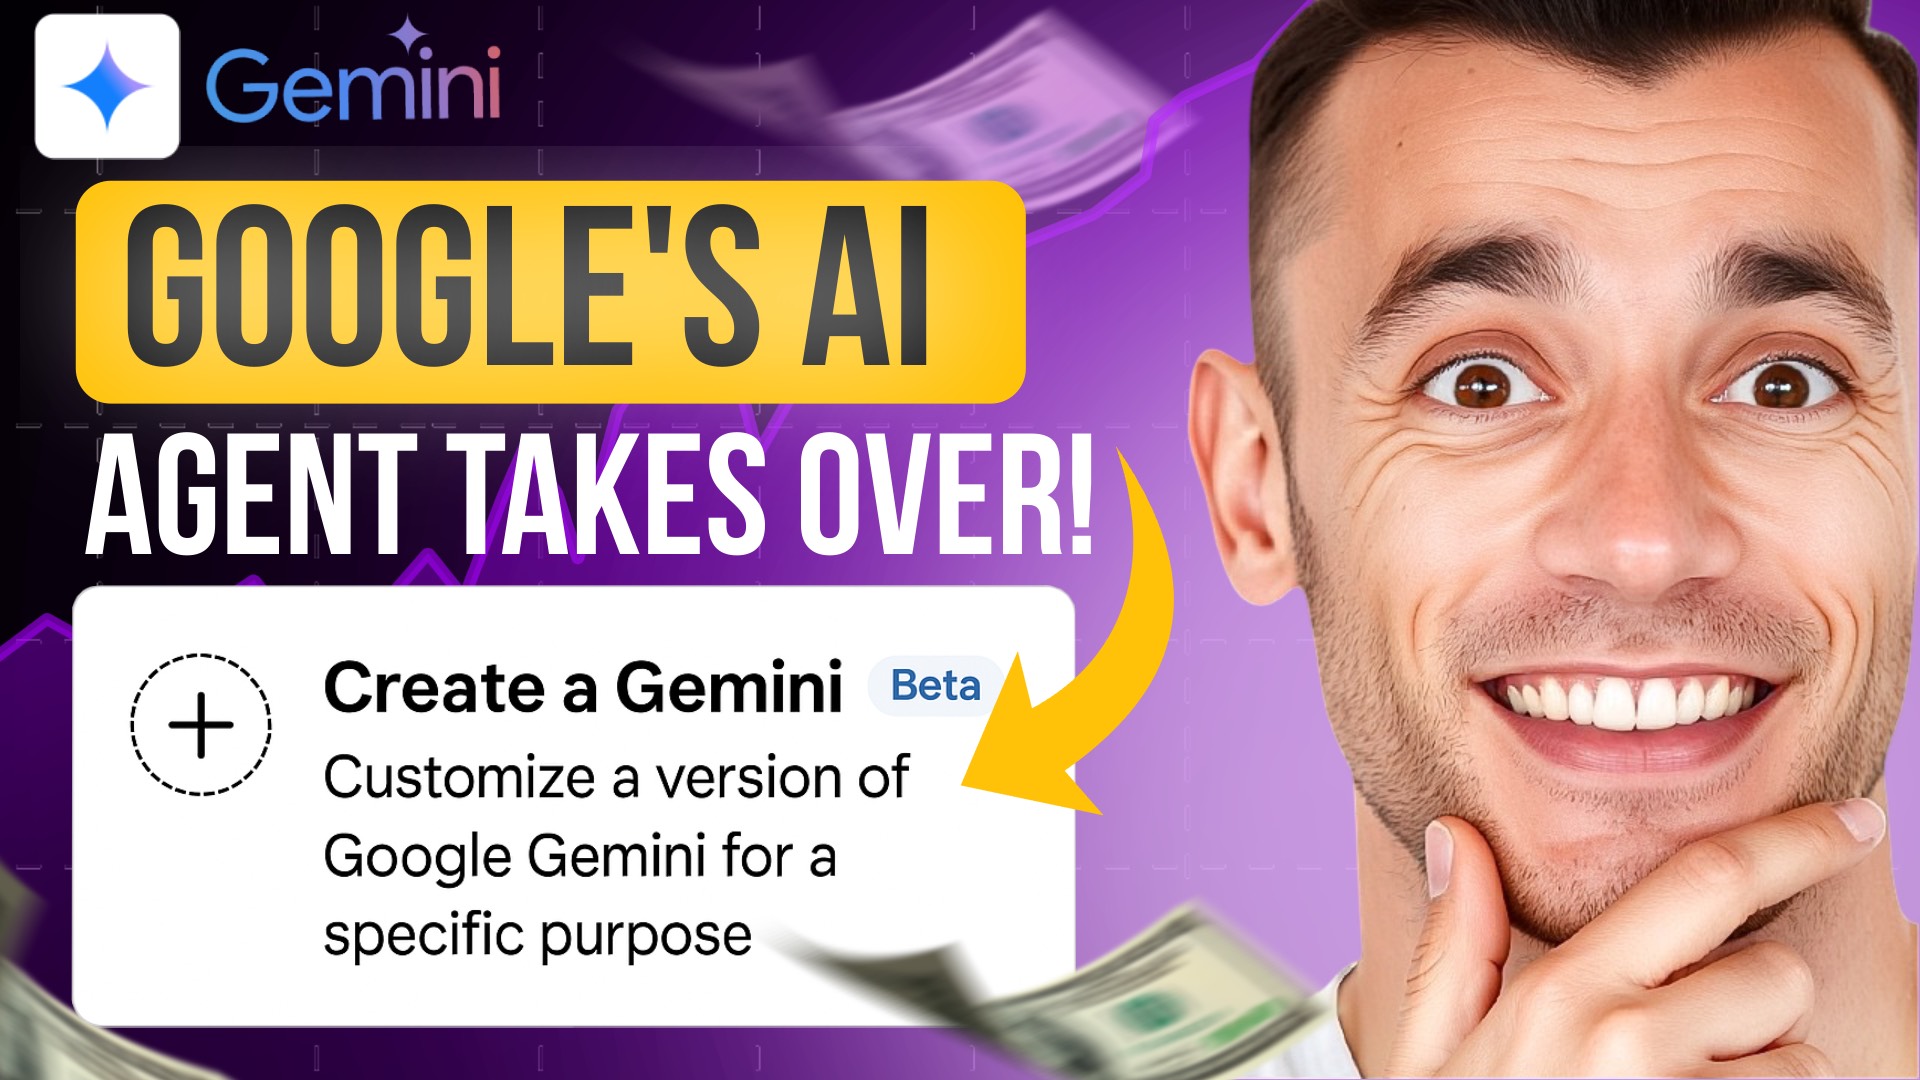 Gemini
GOOGLE'S AI
AGENT TAKES OVER!
Create a Gemini Beta
Customize a version of
Google Gemini for a
specific purpose